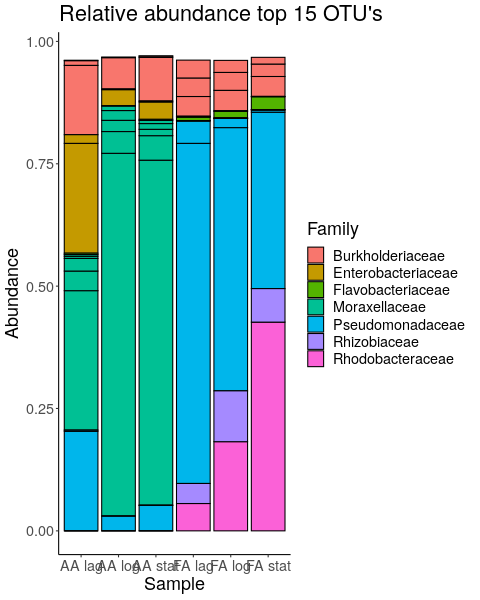 Relative abundance top 15 OTU's
1.00
0.75
0.50
0.25
0.00
Abundance
AA lag AA log AA stat FA lag FA log FA stat
Sample
Family
Burkholderiaceae
Enterobacteriaceae
Flavobacteriaceae
Moraxellaceae
Pseudomonadaceae
Rhizobiaceae
Rhodobacteraceae